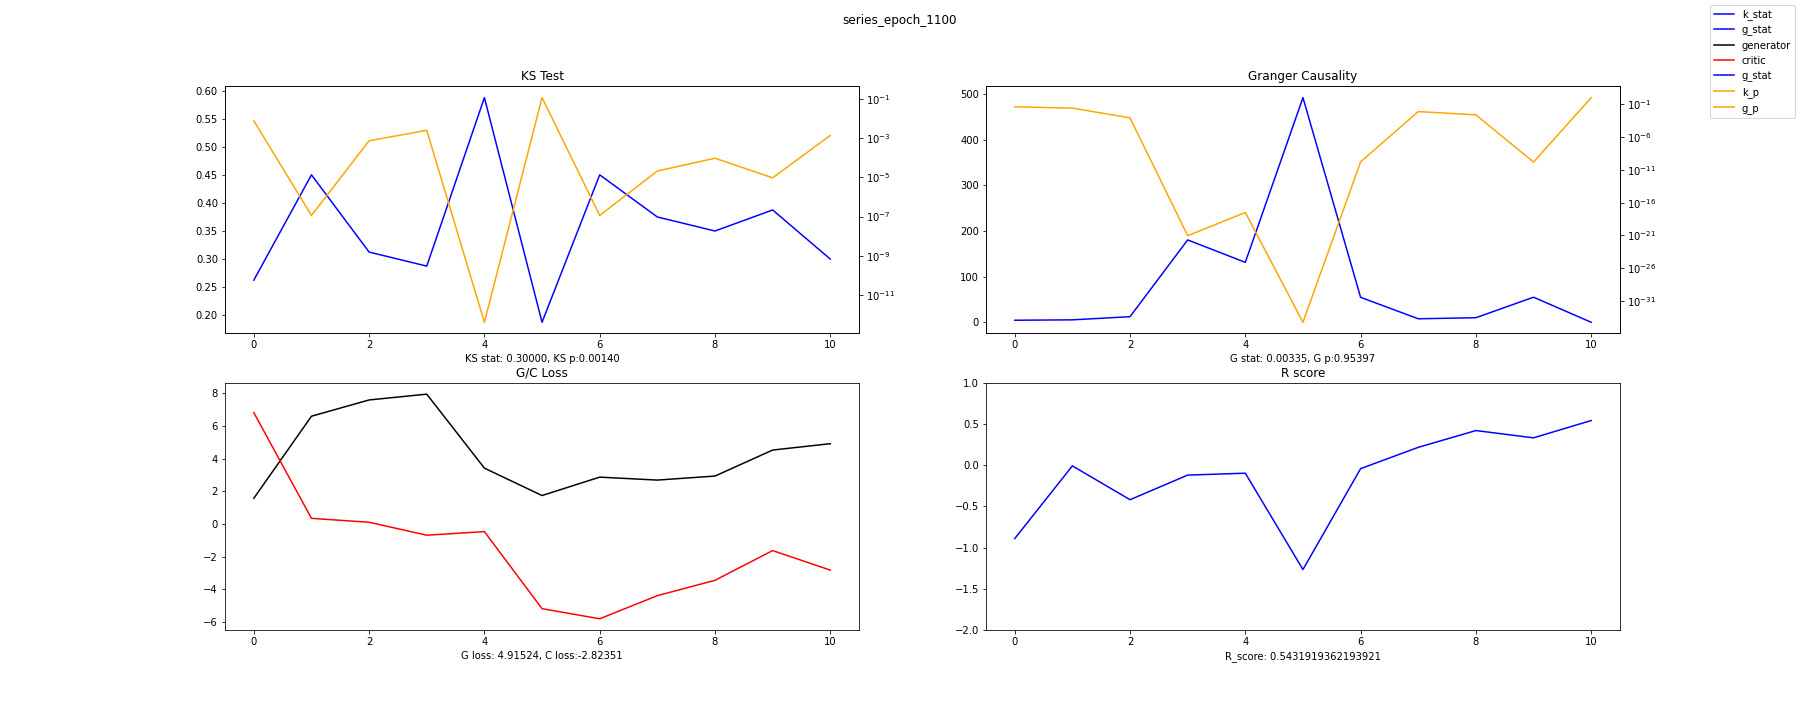 series_epoch_1100
k_stat
g_stat
generator
critic
g_stat
k_p
g_p
KS Test
0.60
0.55
0.50
0.45
0.40
0.35
0.30
0.25
0.20
10⁻¹
10⁻³
10⁻⁵
10⁻⁷
10⁻⁹
10⁻¹¹
0 2 4 6 8 10
KS stat: 0.30000, KS p:0.00140
Granger Causality
500
400
300
200
100
0
10⁻¹
10⁻⁶
10⁻¹¹
10⁻¹⁶
10⁻²¹
10⁻²⁶
10⁻³¹
0 2 4 6 8 10
G stat: 0.00335, G p:0.95397
G/C Loss
8
6
4
2
0
−2
−4
−6
0 2 4 6 8 10
G loss: 4.91524, C loss:-2.82351
R score
1.0
0.5
0.0
−0.5
−1.0
−1.5
−2.0
0 2 4 6 8 10
R_score: 0.5431919362193921